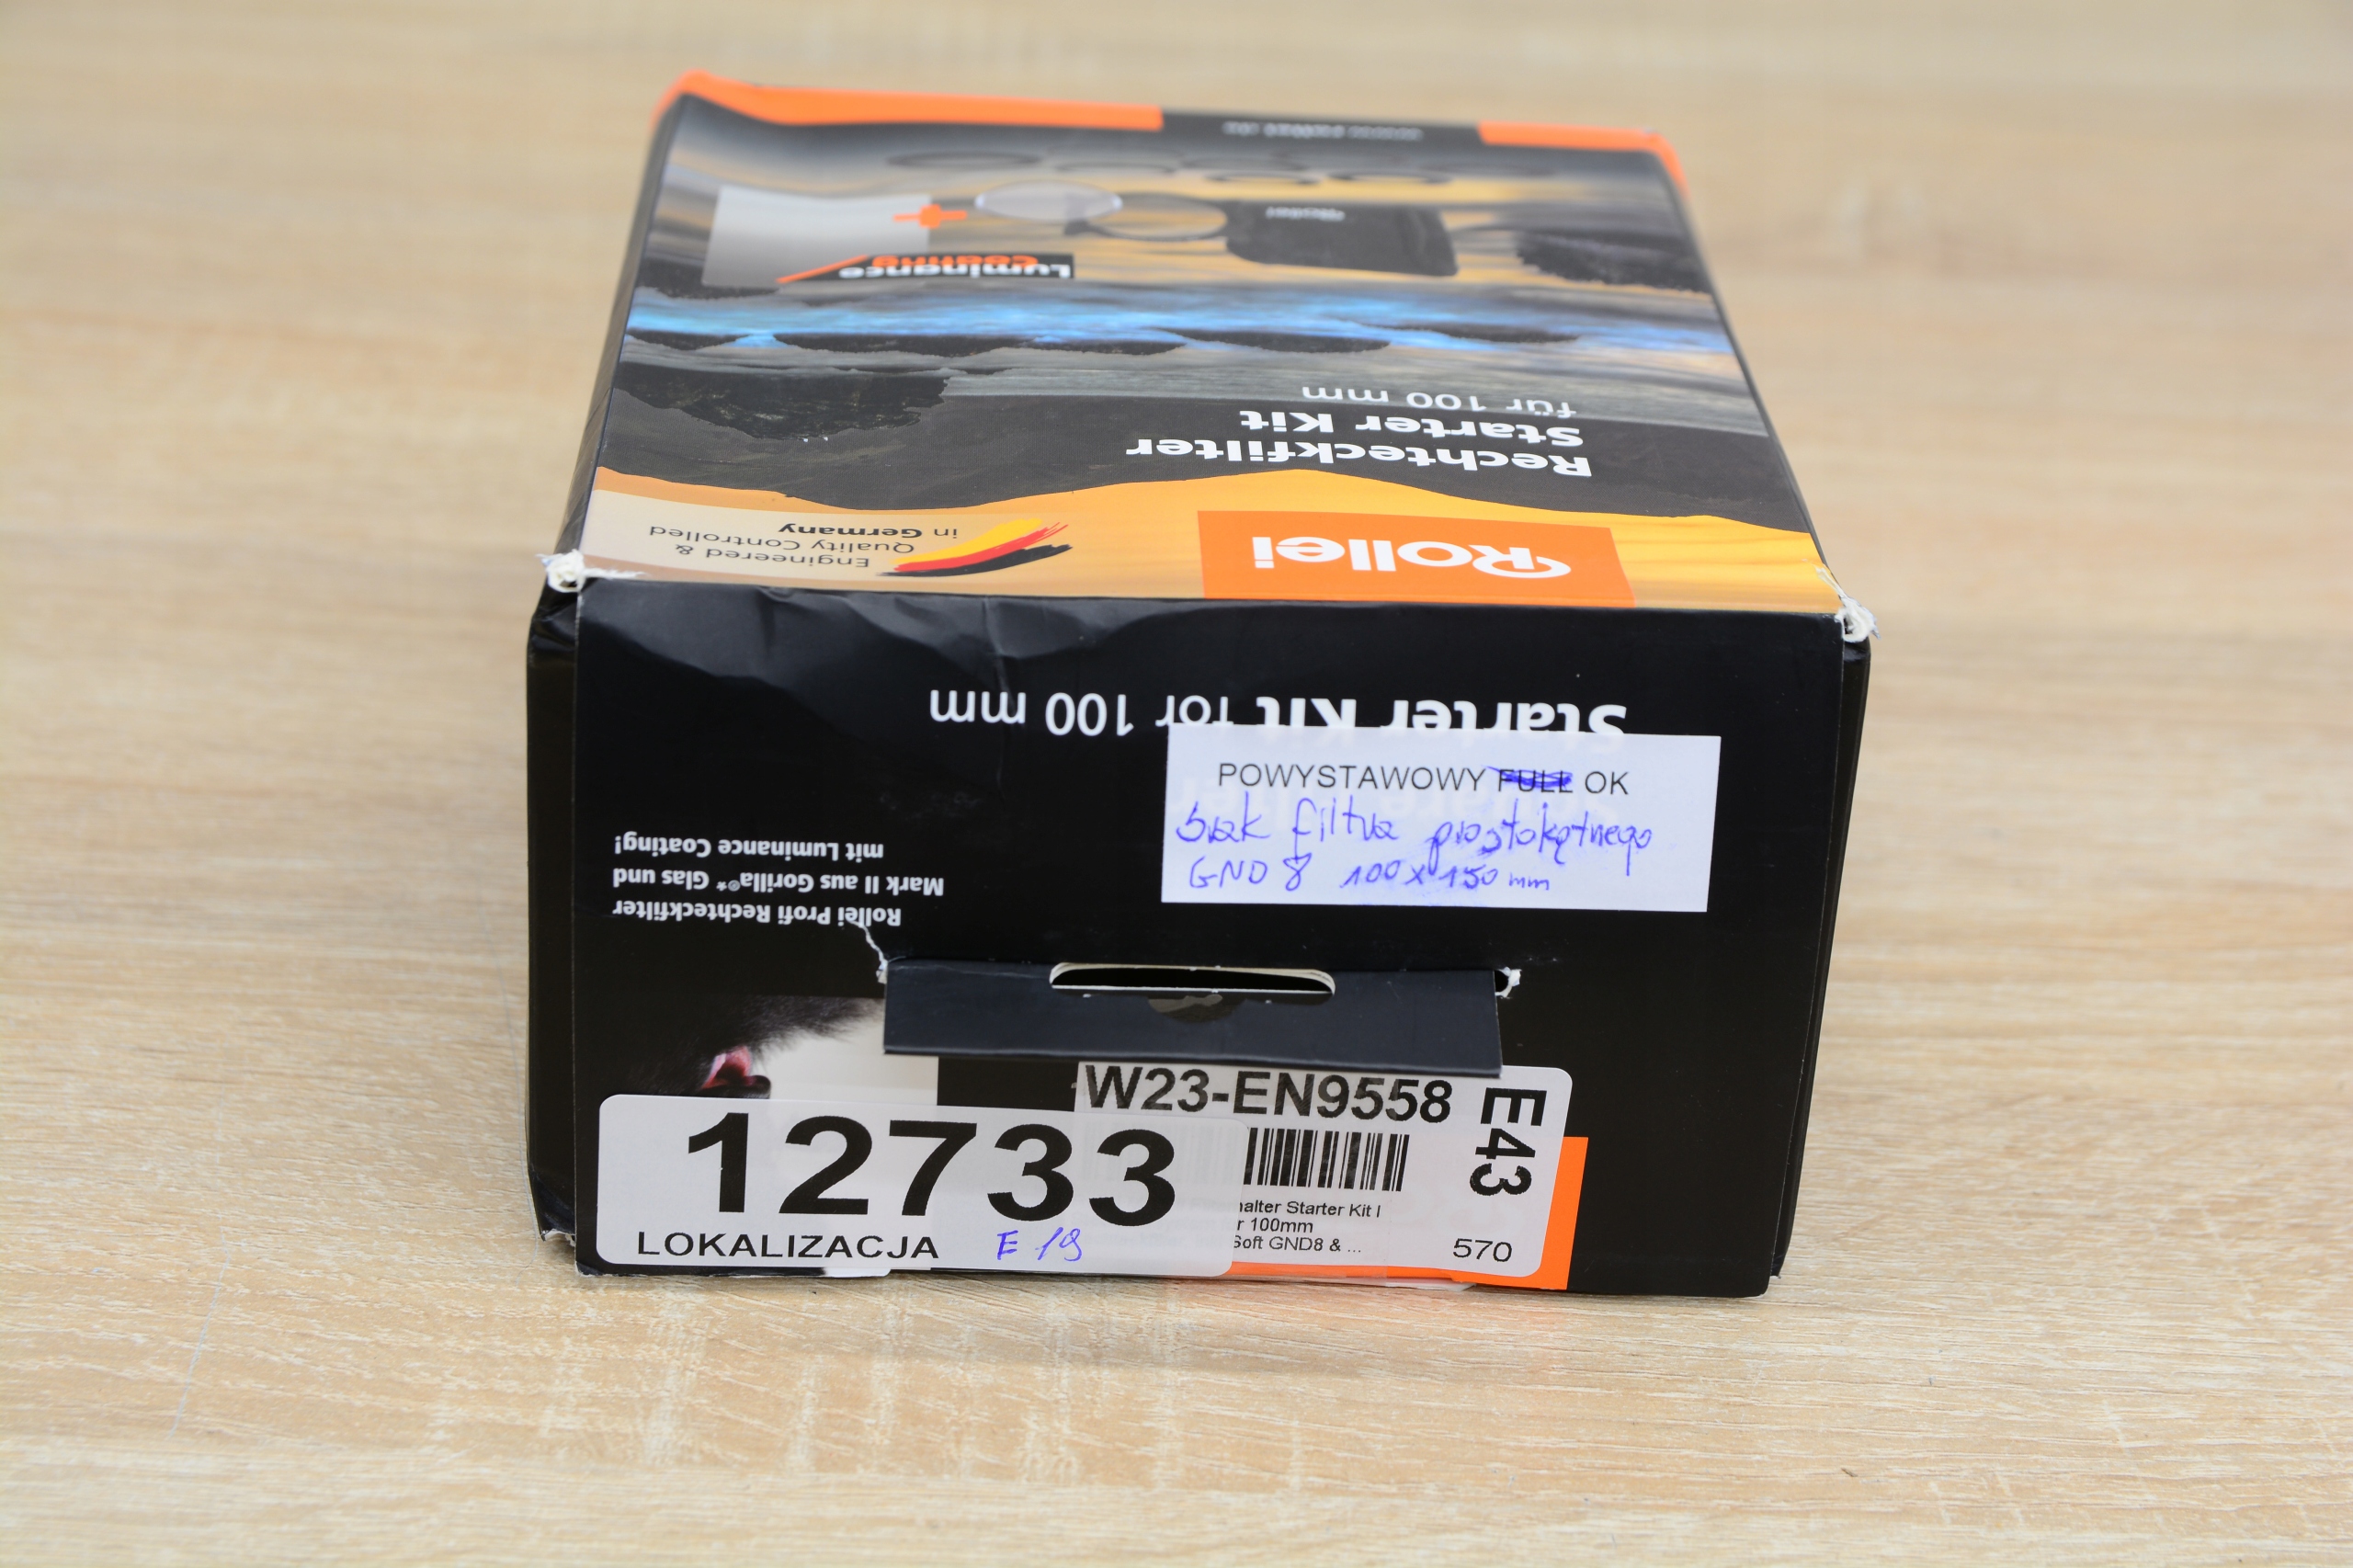 Luminance
Coating
Rollei
Rechteckfilter
Starter Kit
für 100 mm
Rollei
Engineered &
Quality Controlled
in Germany
Starter Kit for 100 mm
POWYSTAWOWY FULL OK
brak filtra prostokątnego
GND 8 100 x 150 mm
Rollei Profi Rechteckfilter
Mark II aus Gorilla®* Glas und
mit Luminance Coating!
W23-EN9558
E43
12733
halter Starter Kit I
r 100mm
Soft GND8 & ...
570
LOKALIZACJA E 19